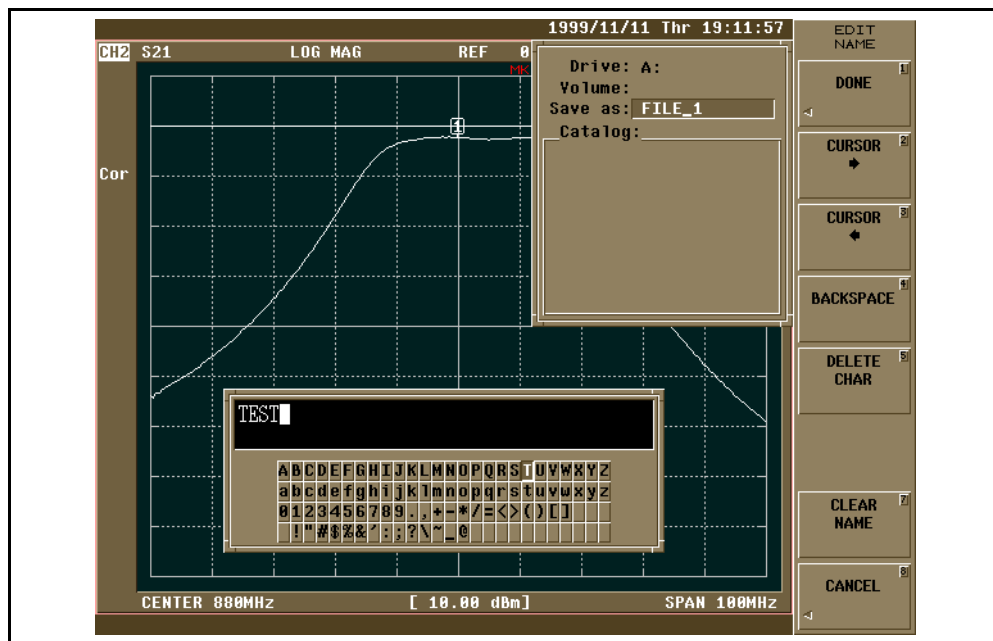 1999/11/11 Thr 19:11:57
CH2 S21 LOG MAG REF 0
MK
Cor
1
Drive: A:
Volume:
Save as: FILE_1
Catalog:
TEST
ABCDEFGHIJKLMNOPQRSTUVWXYZ
abcdefghijklmnopqrstuvwxyz
0123456789.,+-*/=<>()[]
!"#$%&´:;?\~_@
CENTER 880MHz [ 10.00 dBm] SPAN 100MHz
EDIT
NAME
1
DONE
2
CURSOR
3
CURSOR
4
BACKSPACE
5
DELETE
CHAR
7
CLEAR
NAME
8
CANCEL